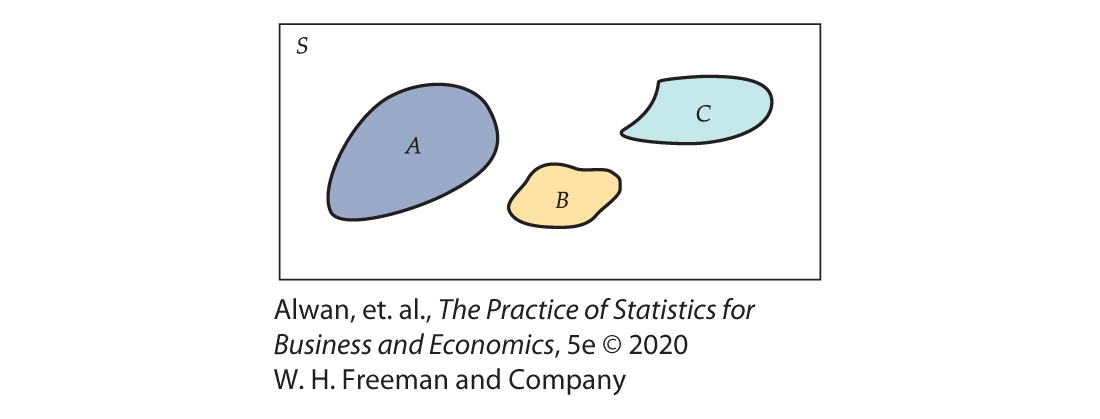 S
A
C
B
Alwan, et. al., The Practice of Statistics for
Business and Economics, 5e © 2020
W. H. Freeman and Company